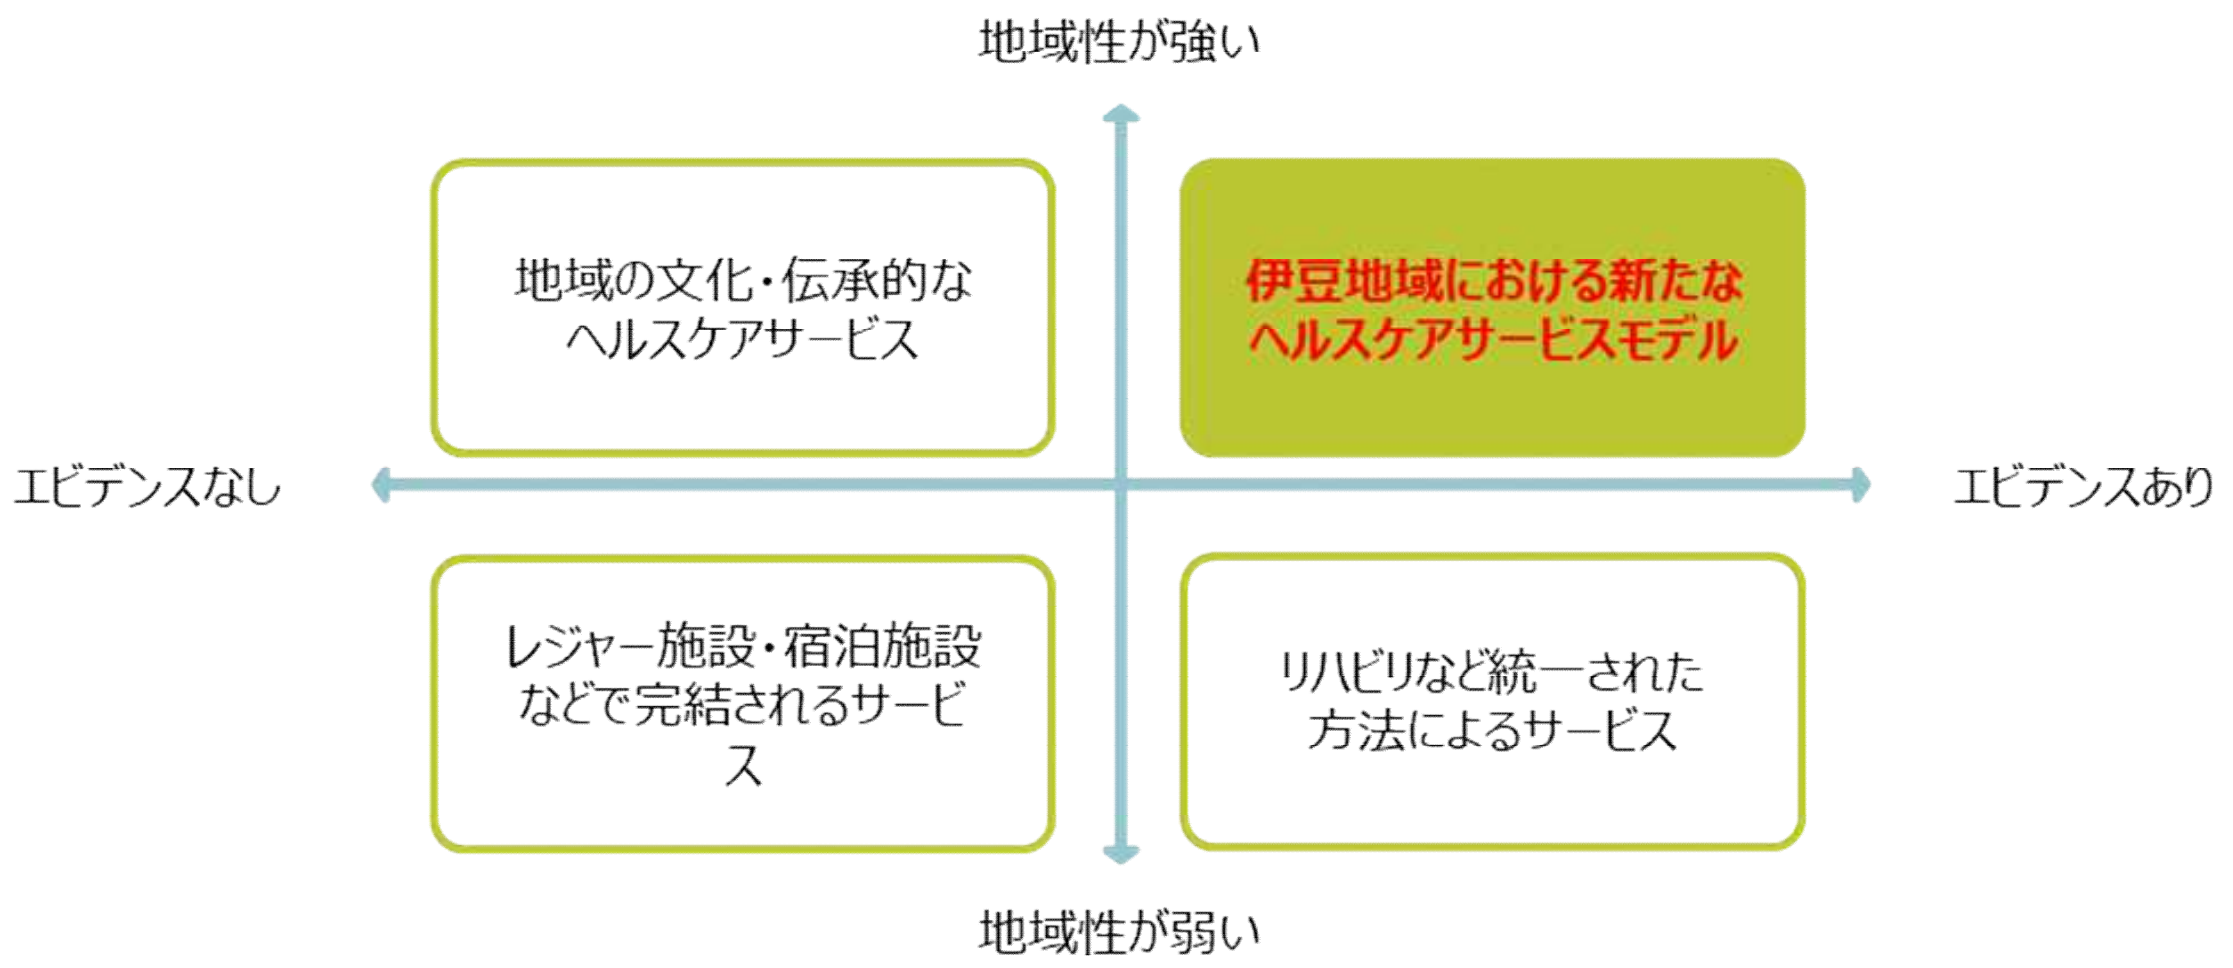 地域性が強い
地域の文化・伝承的な
ヘルスケアサービス
伊豆地域における新たな
ヘルスケアサービスモデル
エビデンスなし
エビデンスあり
レジャー施設・宿泊施設
などで完結されるサービ
ス
リハビリなど統一された
方法によるサービス
地域性が弱い